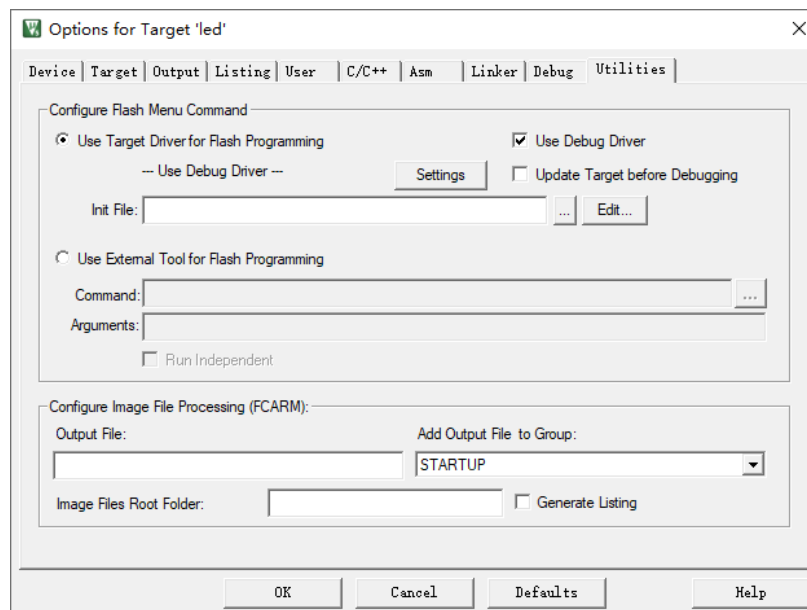 Options for Target 'led'
Device Target Output Listing User C/C++ Asm Linker Debug Utilities
Configure Flash Menu Command
Use Target Driver for Flash Programming Use Debug Driver
--- Use Debug Driver --- Settings Update Target before Debugging
Init File: ... Edit...
Use External Tool for Flash Programming
Command: ...
Arguments:
Run Independent
Configure Image File Processing (FCARM):
Output File: Add Output File to Group:
STARTUP
Image Files Root Folder: Generate Listing
OK Cancel Defaults Help